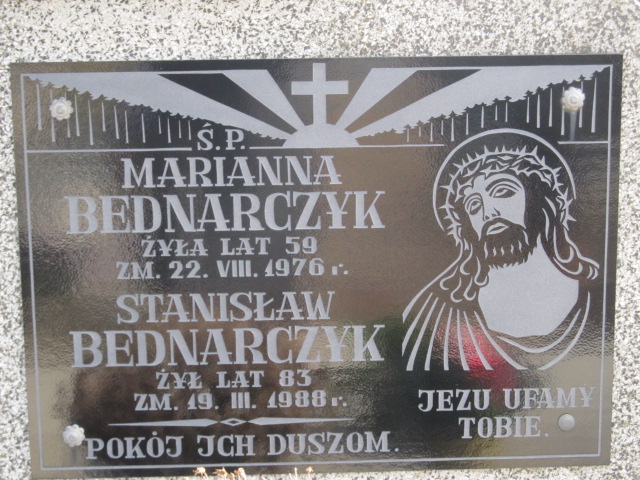 Ś.P.
MARIANNA
BEDNARCZYK
ŻYŁA LAT 59
ZM. 22. VIII. 1976 r.
STANISŁAW
BEDNARCZYK
ŻYŁ LAT 83
ZM. 19. III. 1988 r.
POKÓJ JCH DUSZOM.
JEZU UFAMY
TOBIE.